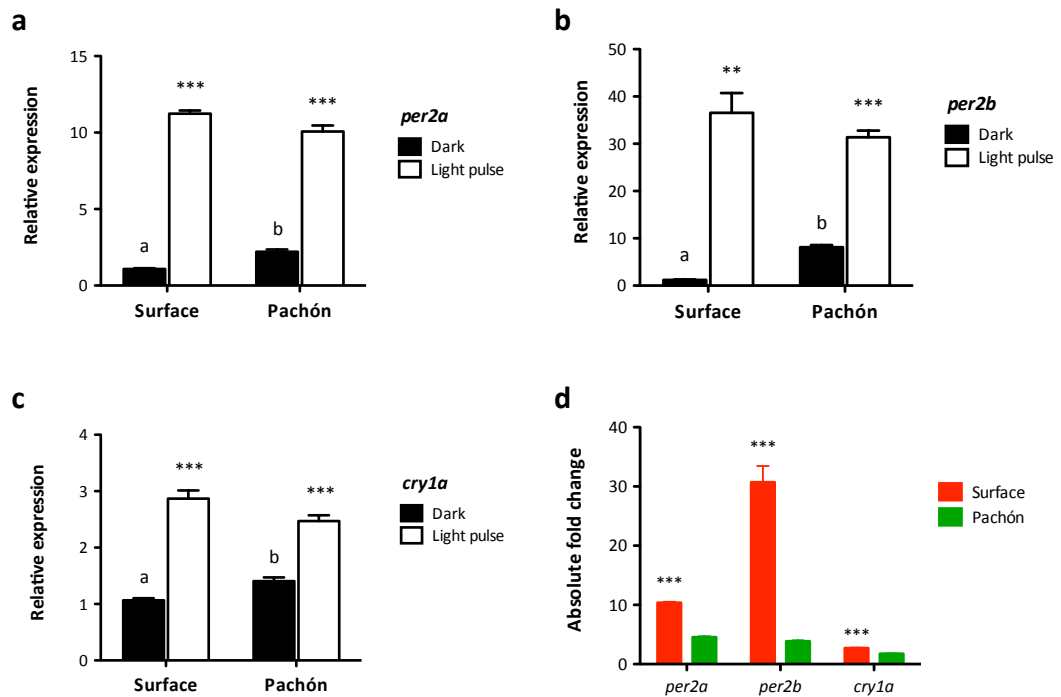 a
15
10
5
0
Relative expression
***
***
a
b
Surface
Pachón
per2a
Dark
Light pulse
b
50
40
30
20
10
0
Relative expression
**
***
a
b
Surface
Pachón
per2b
Dark
Light pulse
c
4
3
2
1
0
Relative expression
***
***
a
b
Surface
Pachón
cry1a
Dark
Light pulse
d
40
30
20
10
0
Absolute fold change
***
***
***
per2a
per2b
cry1a
Surface
Pachón